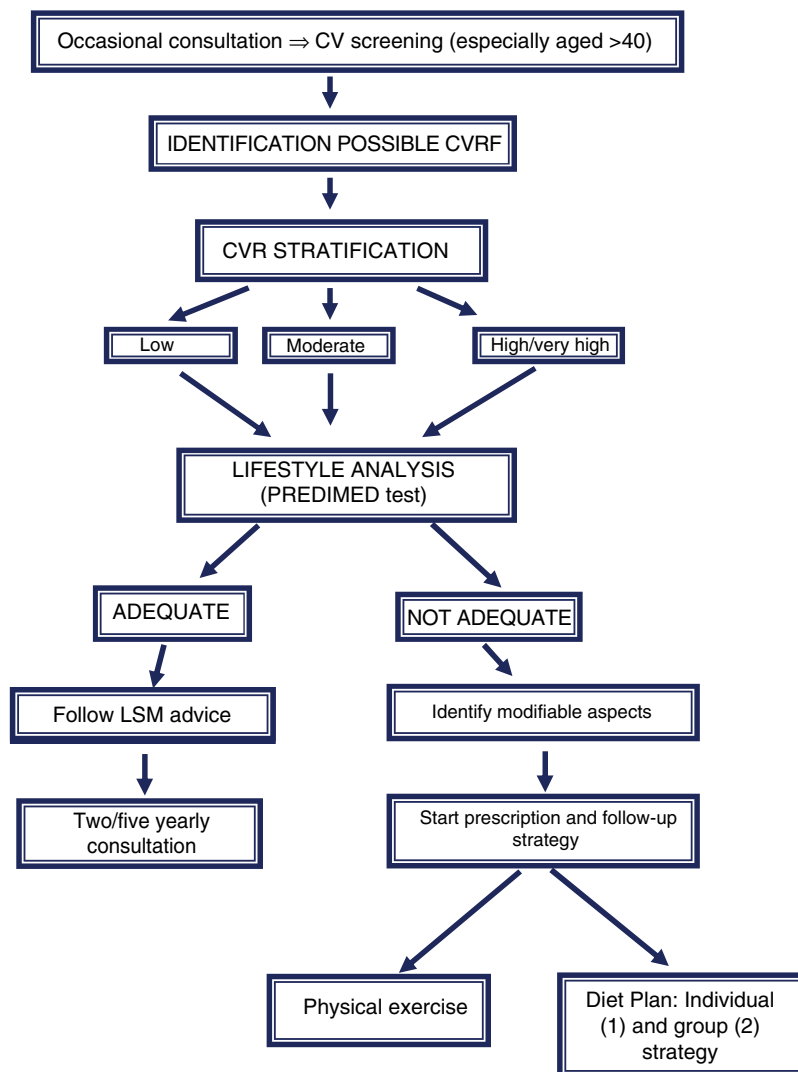 Occasional consultation ⇒ CV screening (especially aged >40)
IDENTIFICATION POSSIBLE CVRF
CVR STRATIFICATION
Low
Moderate
High/very high
LIFESTYLE ANALYSIS
(PREDIMED test)
ADEQUATE
NOT ADEQUATE
Follow LSM advice
Identify modifiable aspects
Two/five yearly
consultation
Start prescription and follow-up
strategy
Physical exercise
Diet Plan: Individual
(1) and group (2)
strategy